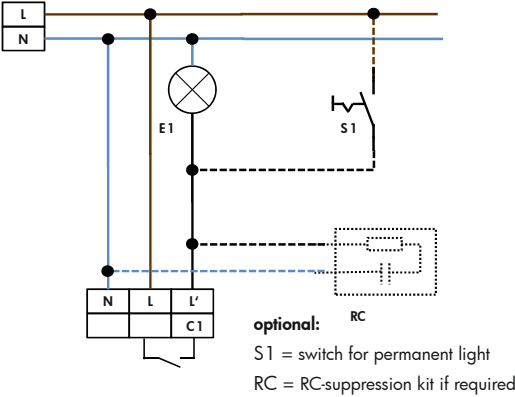 L
N
E1
S1
N L L'
C1
RC
optional:
S1 = switch for permanent light
RC = RC-suppression kit if required